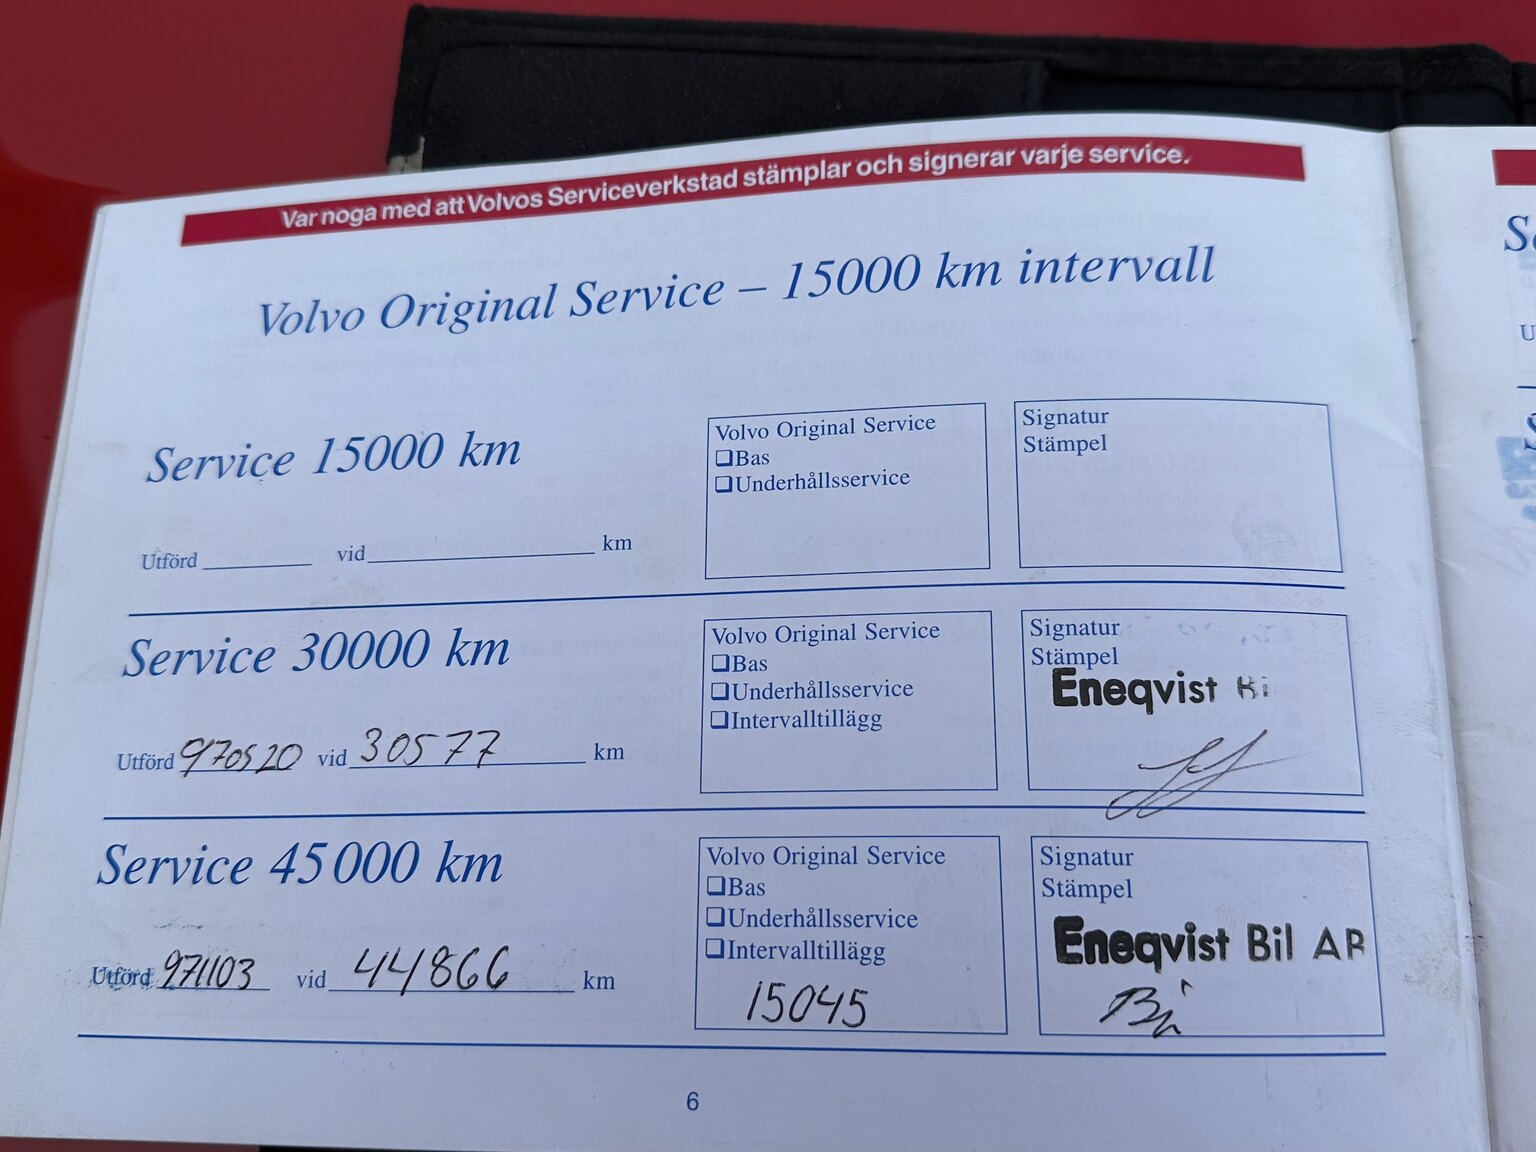 Var noga med att Volvos Serviceverkstad stämplar och signerar varje service.
Volvo Original Service – 15000 km intervall
Service 15000 km
Utförd vid km
Volvo Original Service
❑Bas
❑Underhållsservice
Signatur
Stämpel
Service 30000 km
Utförd 970520 vid 30577 km
Volvo Original Service
❑Bas
❑Underhållsservice
❑Intervalltillägg
Signatur
Stämpel
Eneqvist Bi
Service 45000 km
Utförd 971103 vid 44866 km
Volvo Original Service
❑Bas
❑Underhållsservice
❑Intervalltillägg
15045
Signatur
Stämpel
Eneqvist Bil AB
6